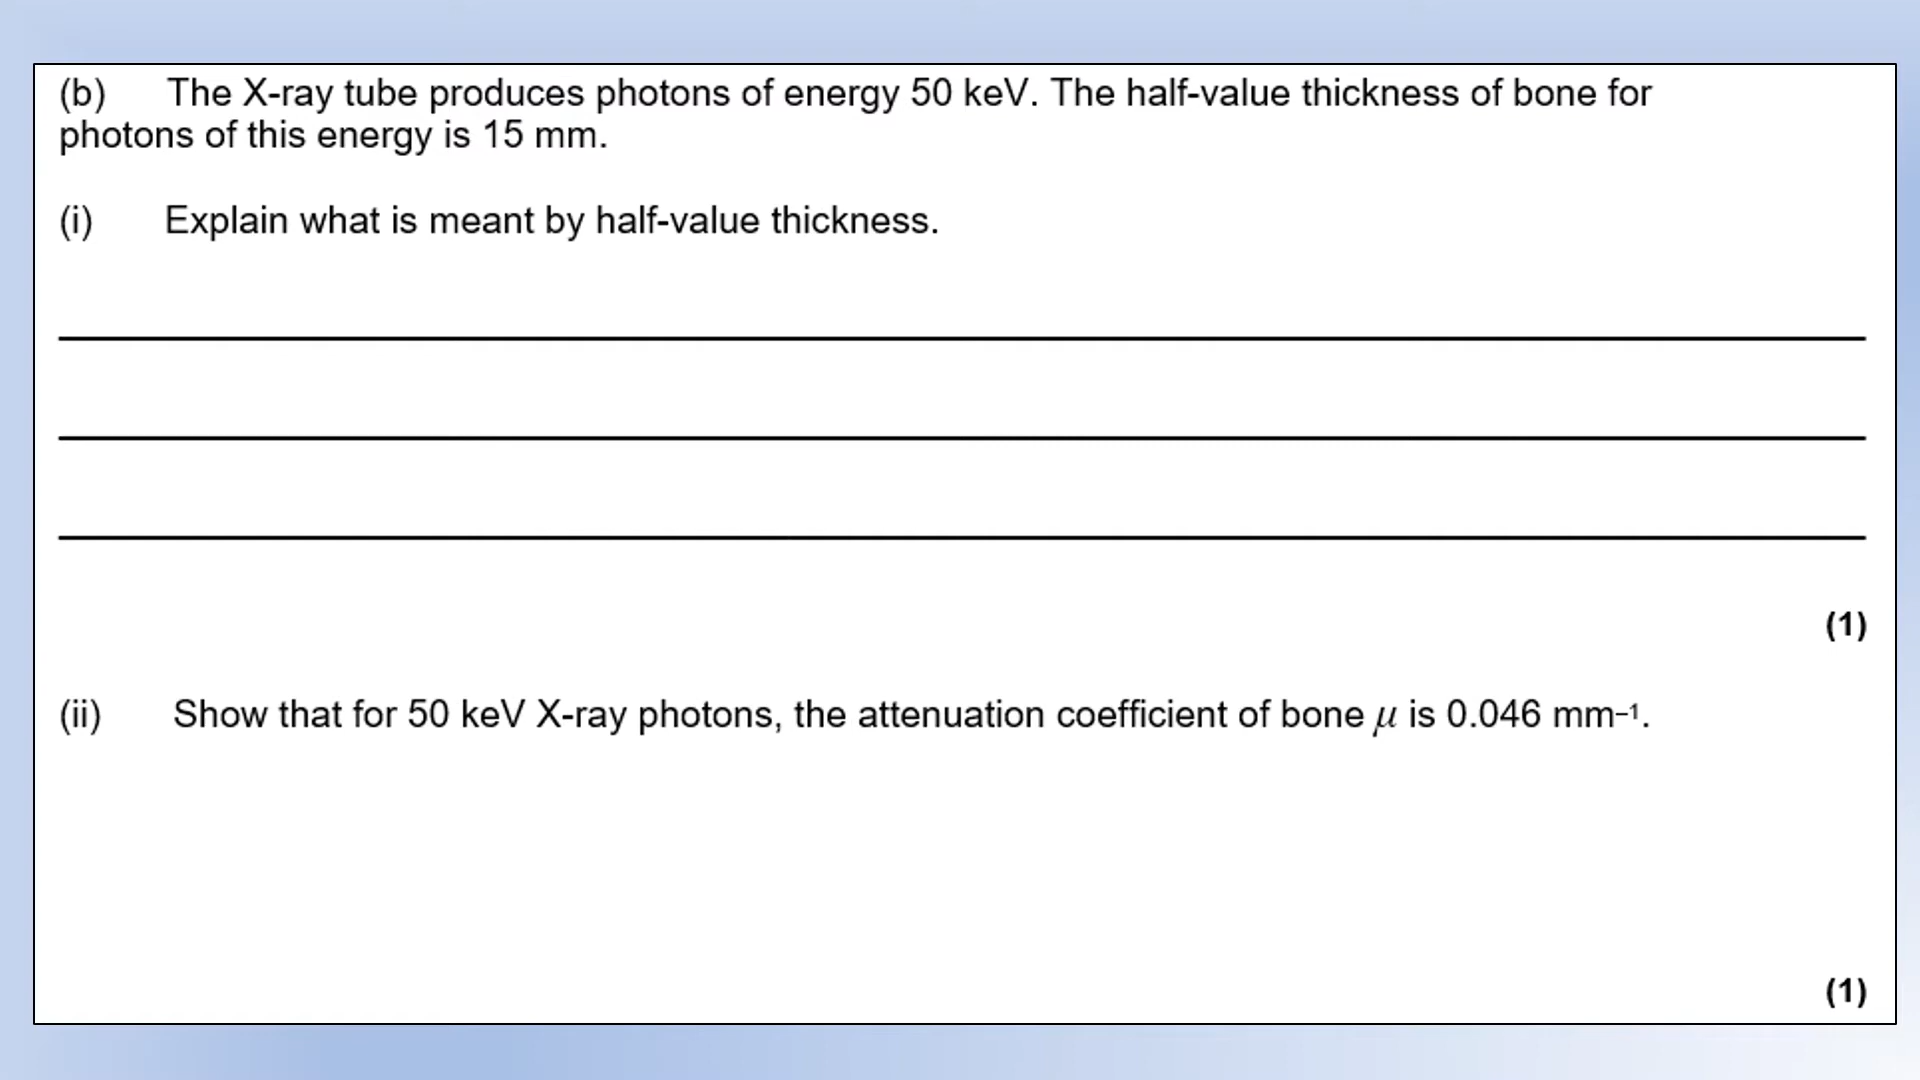 (b) The X-ray tube produces photons of energy 50 keV. The half-value thickness of bone for
photons of this energy is 15 mm.
(i) Explain what is meant by half-value thickness.
(1)
(ii) Show that for 50 keV X-ray photons, the attenuation coefficient of bone μ is 0.046 mm⁻¹.
(1)